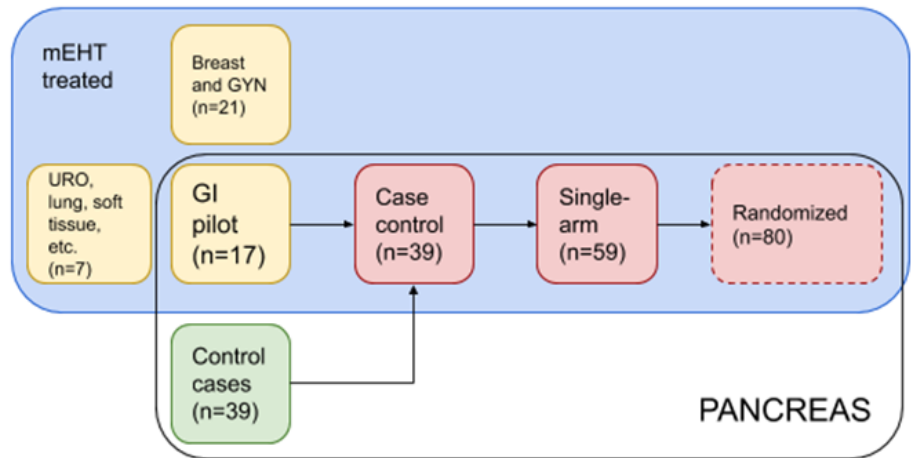 mEHT
treated
Breast
and GYN
(n=21)
URO,
lung, soft
tissue,
etc.
(n=7)
GI
pilot
(n=17)
Case
control
(n=39)
Single-
arm
(n=59)
Randomized
(n=80)
Control
cases
(n=39)
PANCREAS